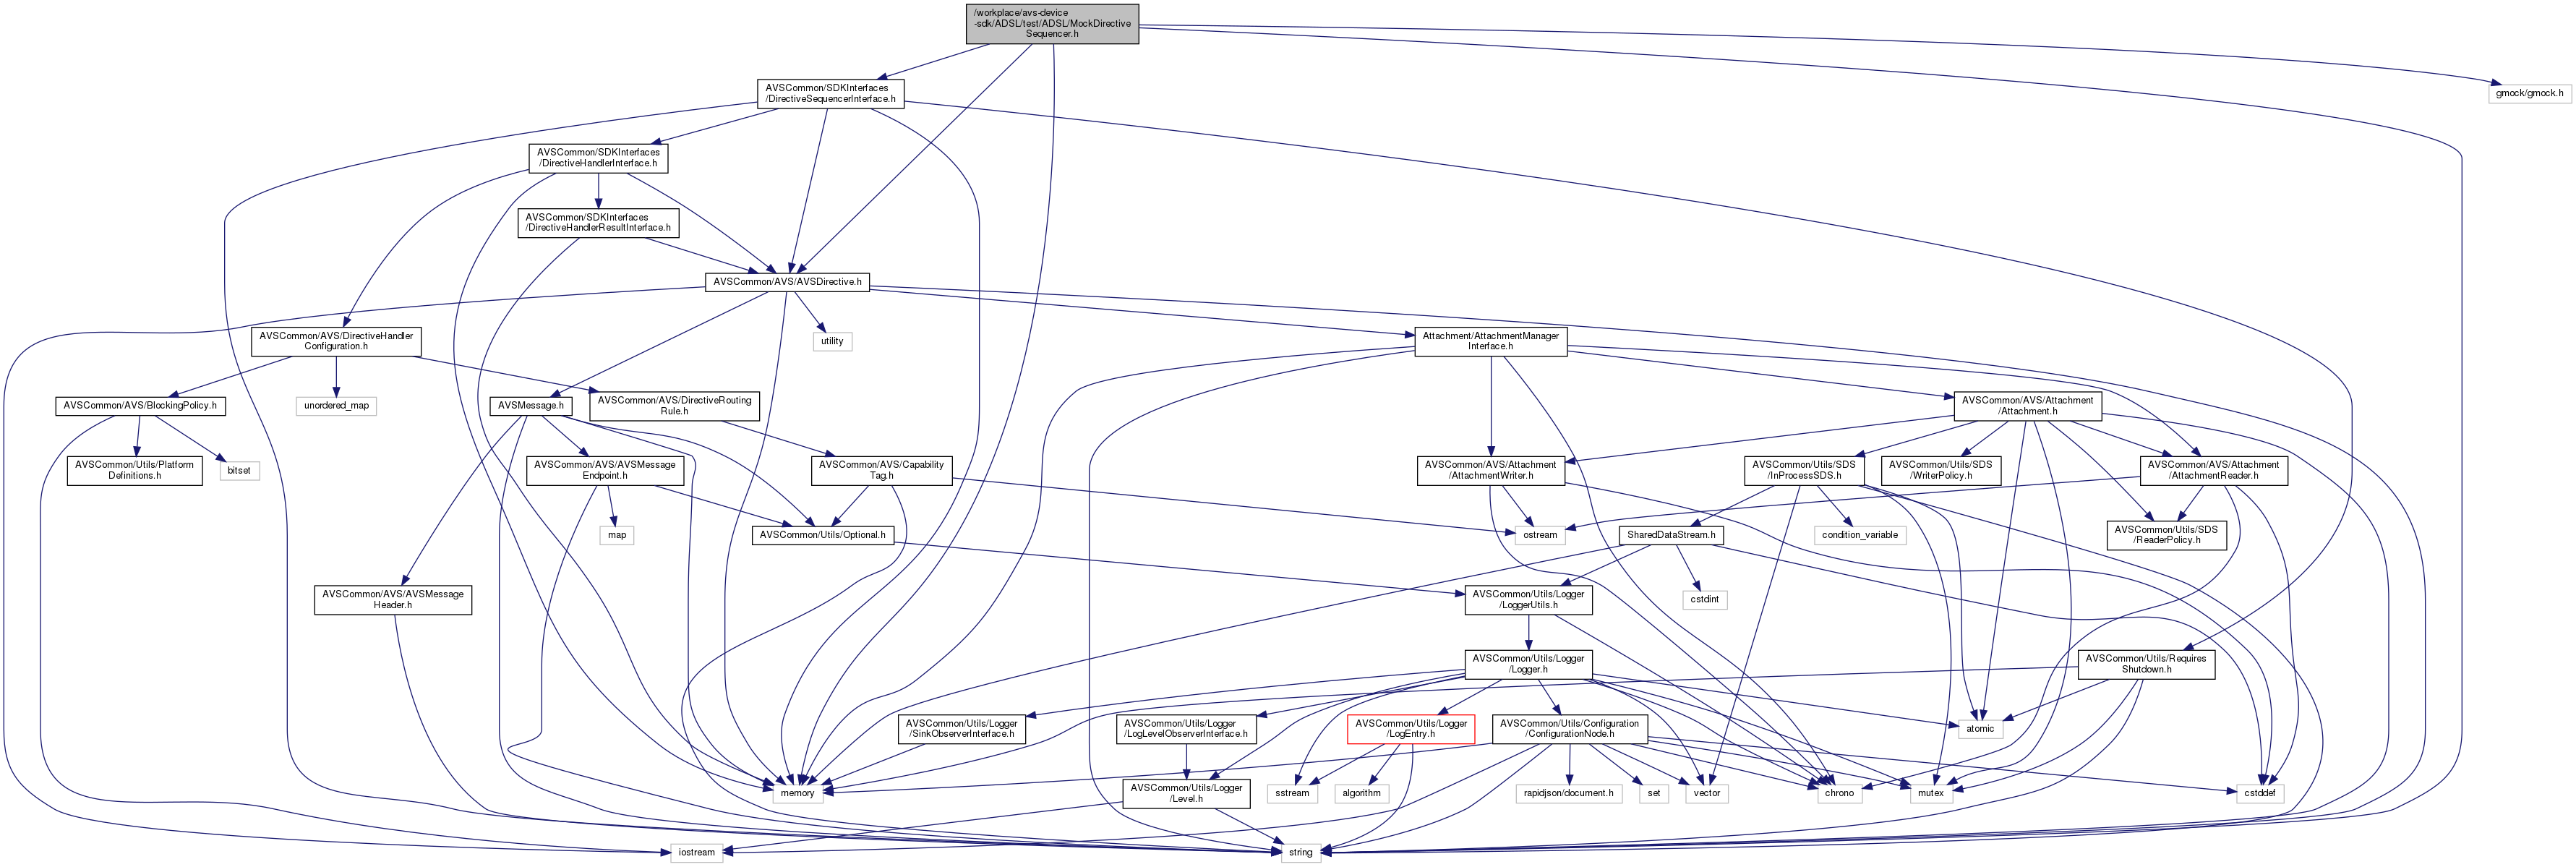 /workplace/avs-device
-sdk/ADSL/test/ADSL/MockDirective
Sequencer.h
AVSCommon/SDKInterfaces
/DirectiveSequencerInterface.h
gmock/gmock.h
AVSCommon/SDKInterfaces
/DirectiveHandlerInterface.h
AVSCommon/SDKInterfaces
/DirectiveHandlerResultInterface.h
AVSCommon/AVS/AVSDirective.h
AVSCommon/AVS/DirectiveHandler
Configuration.h
utility
Attachment/AttachmentManager
Interface.h
AVSCommon/AVS/BlockingPolicy.h
unordered_map
AVSMessage.h
AVSCommon/AVS/DirectiveRouting
Rule.h
AVSCommon/AVS/Attachment
/Attachment.h
AVSCommon/Utils/Platform
Definitions.h
bitset
AVSCommon/AVS/AVSMessage
Endpoint.h
AVSCommon/AVS/Capability
Tag.h
AVSCommon/AVS/Attachment
/AttachmentWriter.h
AVSCommon/Utils/SDS
/InProcessSDS.h
AVSCommon/Utils/SDS
/WriterPolicy.h
AVSCommon/AVS/Attachment
/AttachmentReader.h
map
AVSCommon/Utils/Optional.h
ostream
SharedDataStream.h
condition_variable
AVSCommon/Utils/SDS
/ReaderPolicy.h
AVSCommon/AVS/AVSMessage
Header.h
AVSCommon/Utils/Logger
/LoggerUtils.h
cstdint
AVSCommon/Utils/Logger
/Logger.h
AVSCommon/Utils/Requires
Shutdown.h
AVSCommon/Utils/Logger
/SinkObserverInterface.h
AVSCommon/Utils/Logger
/LogLevelObserverInterface.h
AVSCommon/Utils/Logger
/LogEntry.h
AVSCommon/Utils/Configuration
/ConfigurationNode.h
atomic
memory
AVSCommon/Utils/Logger
/Level.h
sstream
algorithm
rapidjson/document.h
set
vector
chrono
mutex
cstddef
iostream
string